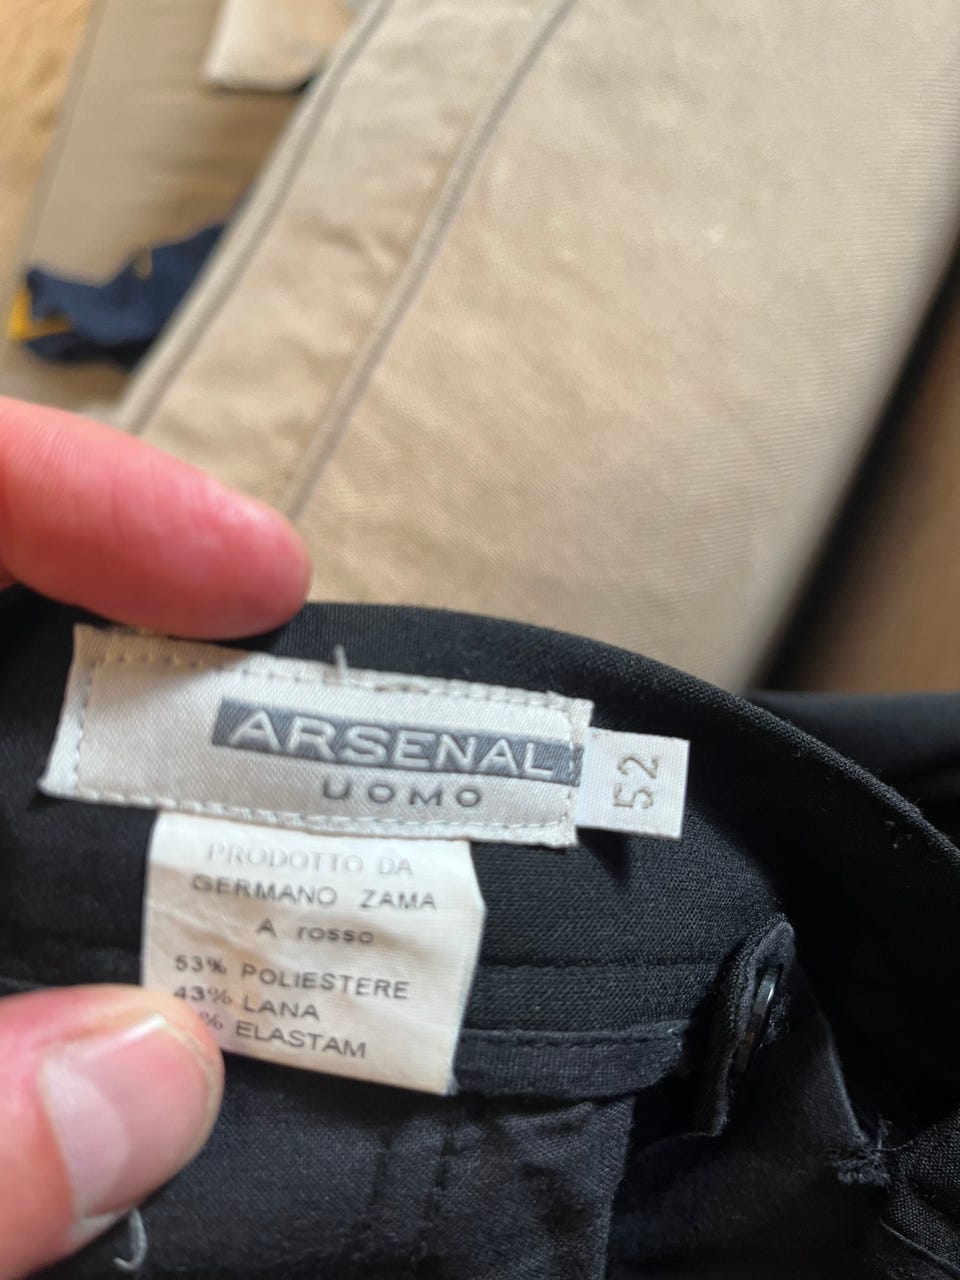 ARSENAL
UOMO
52
PRODOTTO DA
GERMANO ZAMA
A rosso
53% POLIESTERE
43% LANA
% ELASTAM